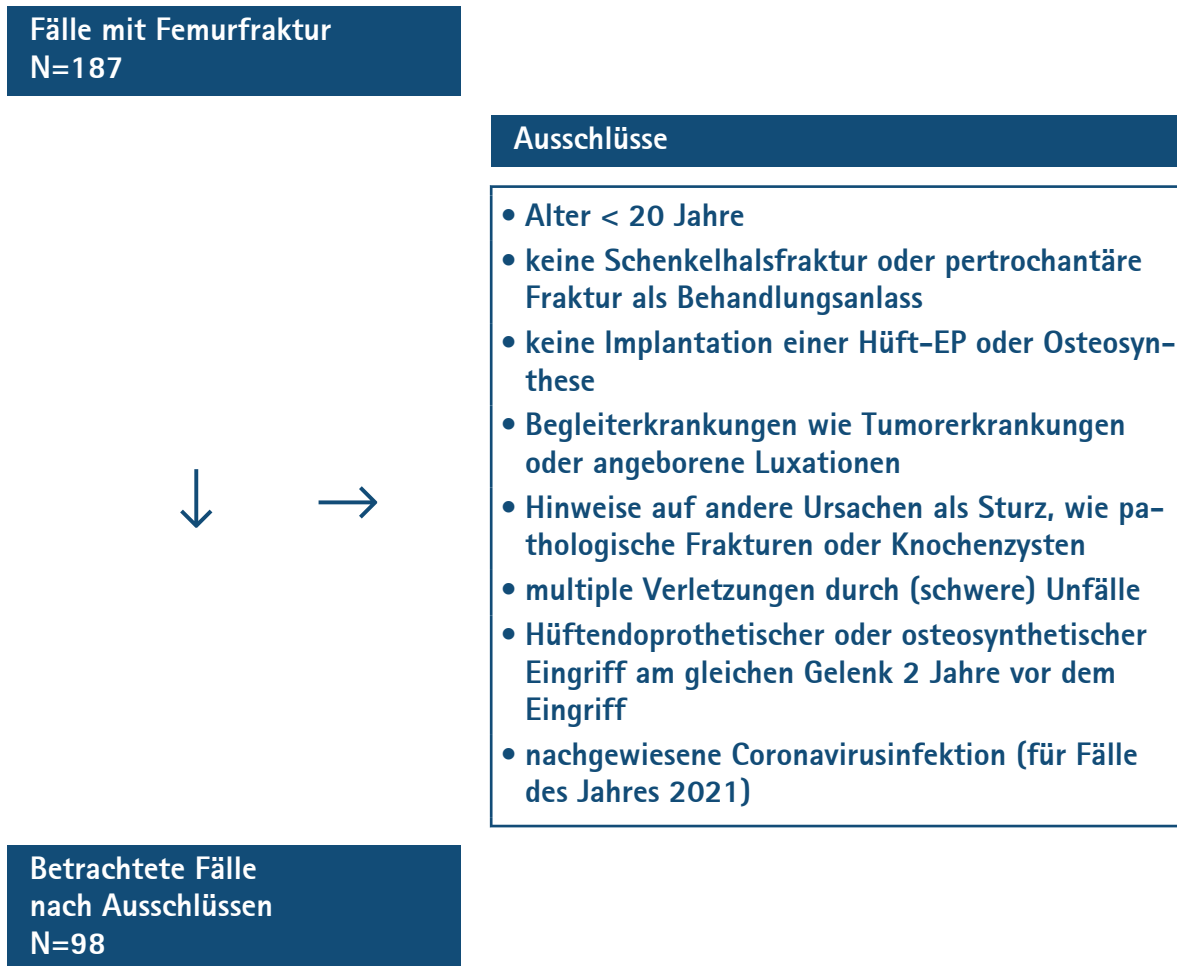 Fälle mit Femurfraktur
N=187
Ausschlüsse
• Alter < 20 Jahre
• keine Schenkelhalsfraktur oder pertrochantäre
Fraktur als Behandlungsanlass
• keine Implantation einer Hüft-EP oder Osteosyn-
these
• Begleiterkrankungen wie Tumorerkrankungen
oder angeborene Luxationen
• Hinweise auf andere Ursachen als Sturz, wie pa-
thologische Frakturen oder Knochenzysten
• multiple Verletzungen durch (schwere) Unfälle
• Hüftendoprothetischer oder osteosynthetischer
Eingriff am gleichen Gelenk 2 Jahre vor dem
Eingriff
• nachgewiesene Coronavirusinfektion (für Fälle
des Jahres 2021)
Betrachtete Fälle
nach Ausschlüssen
N=98